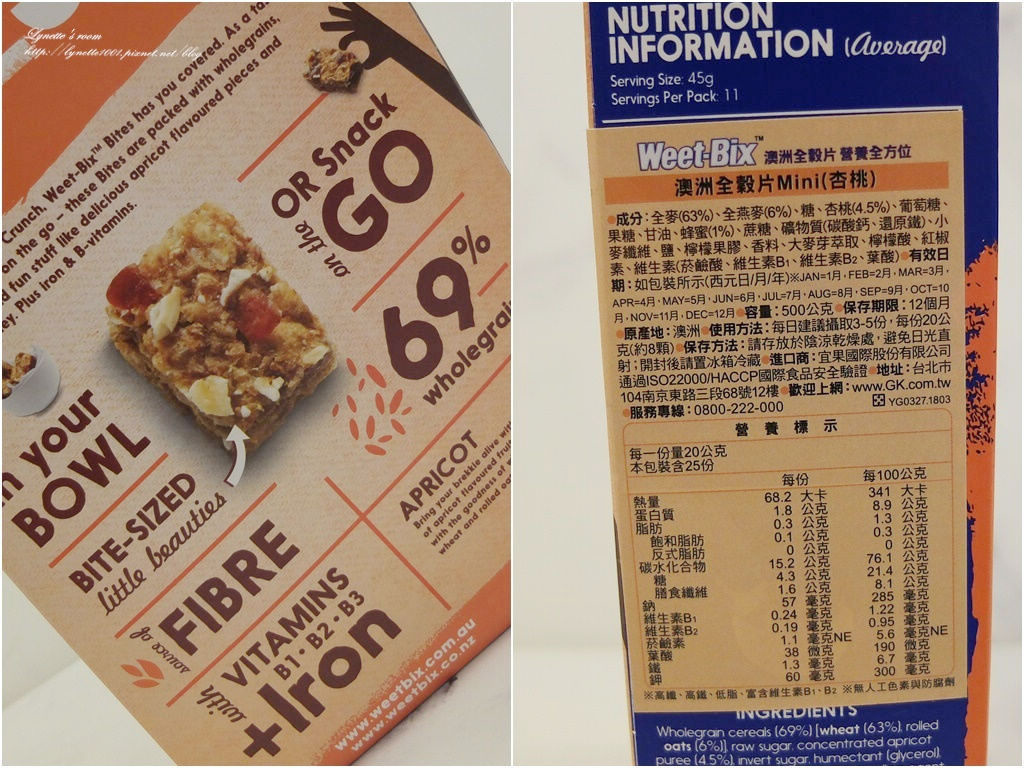 Lynette's room
http://lynette1001.pixnet.net/blog
Crunch, Weet-Bix™ Bites has you covered. As a
on the go – these Bites are packed with wholegrains,
fun stuff like delicious apricot flavoured pieces and
Plus iron & B-vitamins.
OR Snack
on the GO
69%
wholegrai
in your
BOWL
BITE-SIZED
little beauties
APRICOT
Bring your brekkie alive with
of apricot flavoured
with the goodness of
wheat and rolled
source FIBRE
with VITAMINS
B1·B2·B3
+Iron
www.weetbix.com.au
www.weetbix.co.nz
NUTRITION
INFORMATION (Average)
Serving Size: 45g
Servings Per Pack: 11
Weet-Bix™ 澳洲全穀片 營養全方位
澳洲全穀片Mini(杏桃)
●成分:全麥(63%)、全燕麥(6%)、糖、杏桃(4.5%)、葡萄糖、
果糖、甘油、蜂蜜(1%)、蔗糖、礦物質(碳酸鈣、還原鐵)、小
麥纖維、鹽、檸檬果膠、香料、大麥芽萃取、檸檬酸、紅椒
素、維生素(菸鹼酸、維生素B1、維生素B2、葉酸)●有效日
期:如包裝所示(西元日/月/年)※JAN=1月,FEB=2月,MAR=3月,
APR=4月,MAY=5月,JUN=6月,JUL=7月,AUG=8月,SEP=9月,OCT=10
月,NOV=11月,DEC=12月●容量:500公克●保存期限:12個月
●原產地:澳洲●使用方法:每日建議攝取3-5份,每份20公
克(約8顆)●保存方法:請存放於陰涼乾燥處,避免日光直
射;開封後請置冰箱冷藏●進口商:宜果國際股份有限公司
通過ISO22000/HACCP國際食品安全驗證●地址:台北市
104南京東路三段68號12樓●歡迎上網:www.GK.com.tw
●服務專線:0800-222-000
YG0327.1803
營養標示
每一份量20公克
本包裝含25份
每份 每100公克
熱量 68.2 大卡 341 大卡
蛋白質 1.8 公克 8.9 公克
脂肪 0.3 公克 1.3 公克
飽和脂肪 0.1 公克 0.3 公克
反式脂肪 0 公克 0 公克
碳水化合物 15.2 公克 76.1 公克
糖 4.3 公克 21.4 公克
膳食纖維 1.6 公克 8.1 公克
鈉 57 毫克 285 毫克
維生素B1 0.24 毫克 1.22 毫克
維生素B2 0.19 毫克 0.95 毫克
菸鹼素 1.1 毫克NE 5.6 毫克NE
葉酸 38 微克 190 微克
鐵 1.3 毫克 6.7 毫克
鉀 60 毫克 300 毫克
※高纖、高鐵、低脂、富含維生素B1、B2 ※無人工色素與防腐劑
INGREDIENTS
Wholegrain cereals (69%) [wheat (63%), rolled
oats (6%)], raw sugar, concentrated apricot
puree (4.5%), invert sugar, humectant (glycerol),